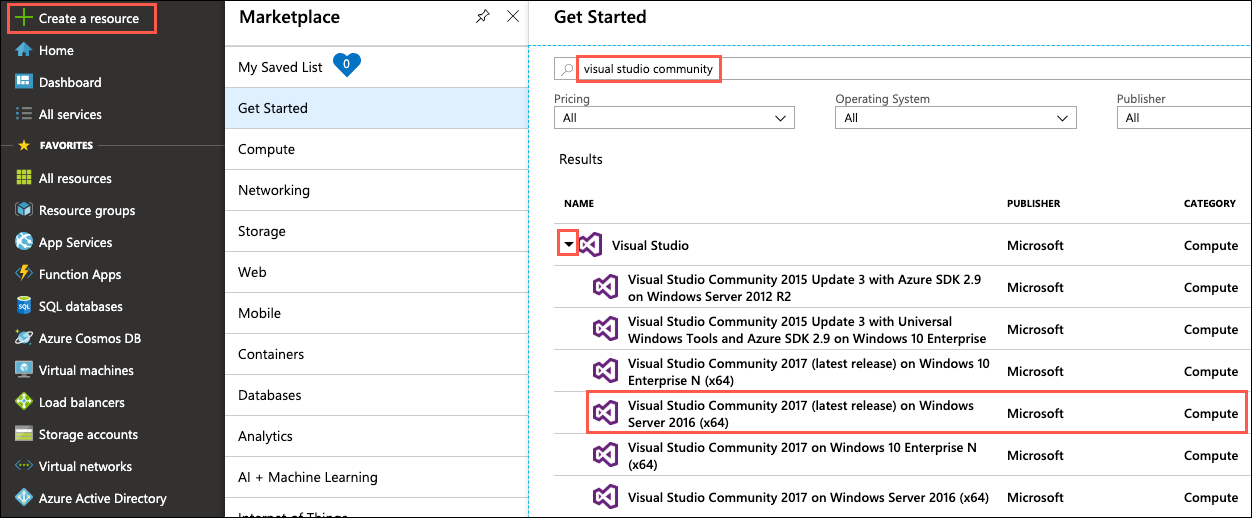 Create a resource
Home
Dashboard
All services
FAVORITES
All resources
Resource groups
App Services
Function Apps
SQL databases
Azure Cosmos DB
Virtual machines
Load balancers
Storage accounts
Virtual networks
Azure Active Directory
Marketplace
My Saved List 0
Get Started
Compute
Networking
Storage
Web
Mobile
Containers
Databases
Analytics
AI + Machine Learning
Internet of Things
Get Started
visual studio community
Pricing Operating System Publisher
All All All
Results
NAME PUBLISHER CATEGORY
Visual Studio Microsoft Compute
Visual Studio Community 2015 Update 3 with Azure SDK 2.9
on Windows Server 2012 R2 Microsoft Compute
Visual Studio Community 2015 Update 3 with Universal
Windows Tools and Azure SDK 2.9 on Windows 10 Enterprise Microsoft Compute
Visual Studio Community 2017 (latest release) on Windows 10
Enterprise N (x64) Microsoft Compute
Visual Studio Community 2017 (latest release) on Windows
Server 2016 (x64) Microsoft Compute
Visual Studio Community 2017 on Windows 10 Enterprise N
(x64) Microsoft Compute
Visual Studio Community 2017 on Windows Server 2016 (x64) Microsoft Compute